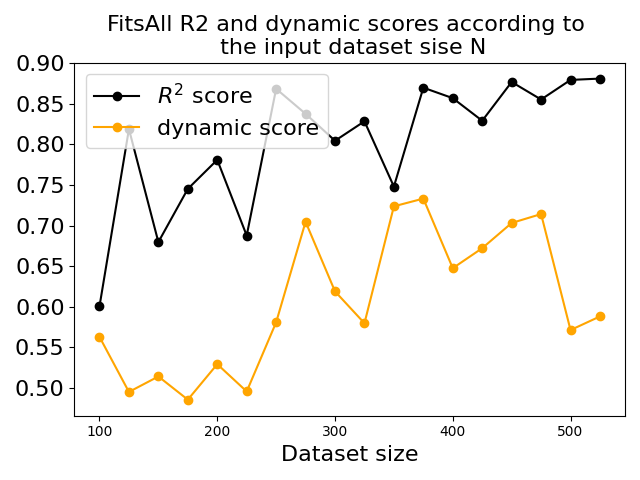 FitsAll R2 and dynamic scores according to
the input dataset sise N
0.90
0.85
0.80
0.75
0.70
0.65
0.60
0.55
0.50
R² score
dynamic score
100 200 300 400 500
Dataset size